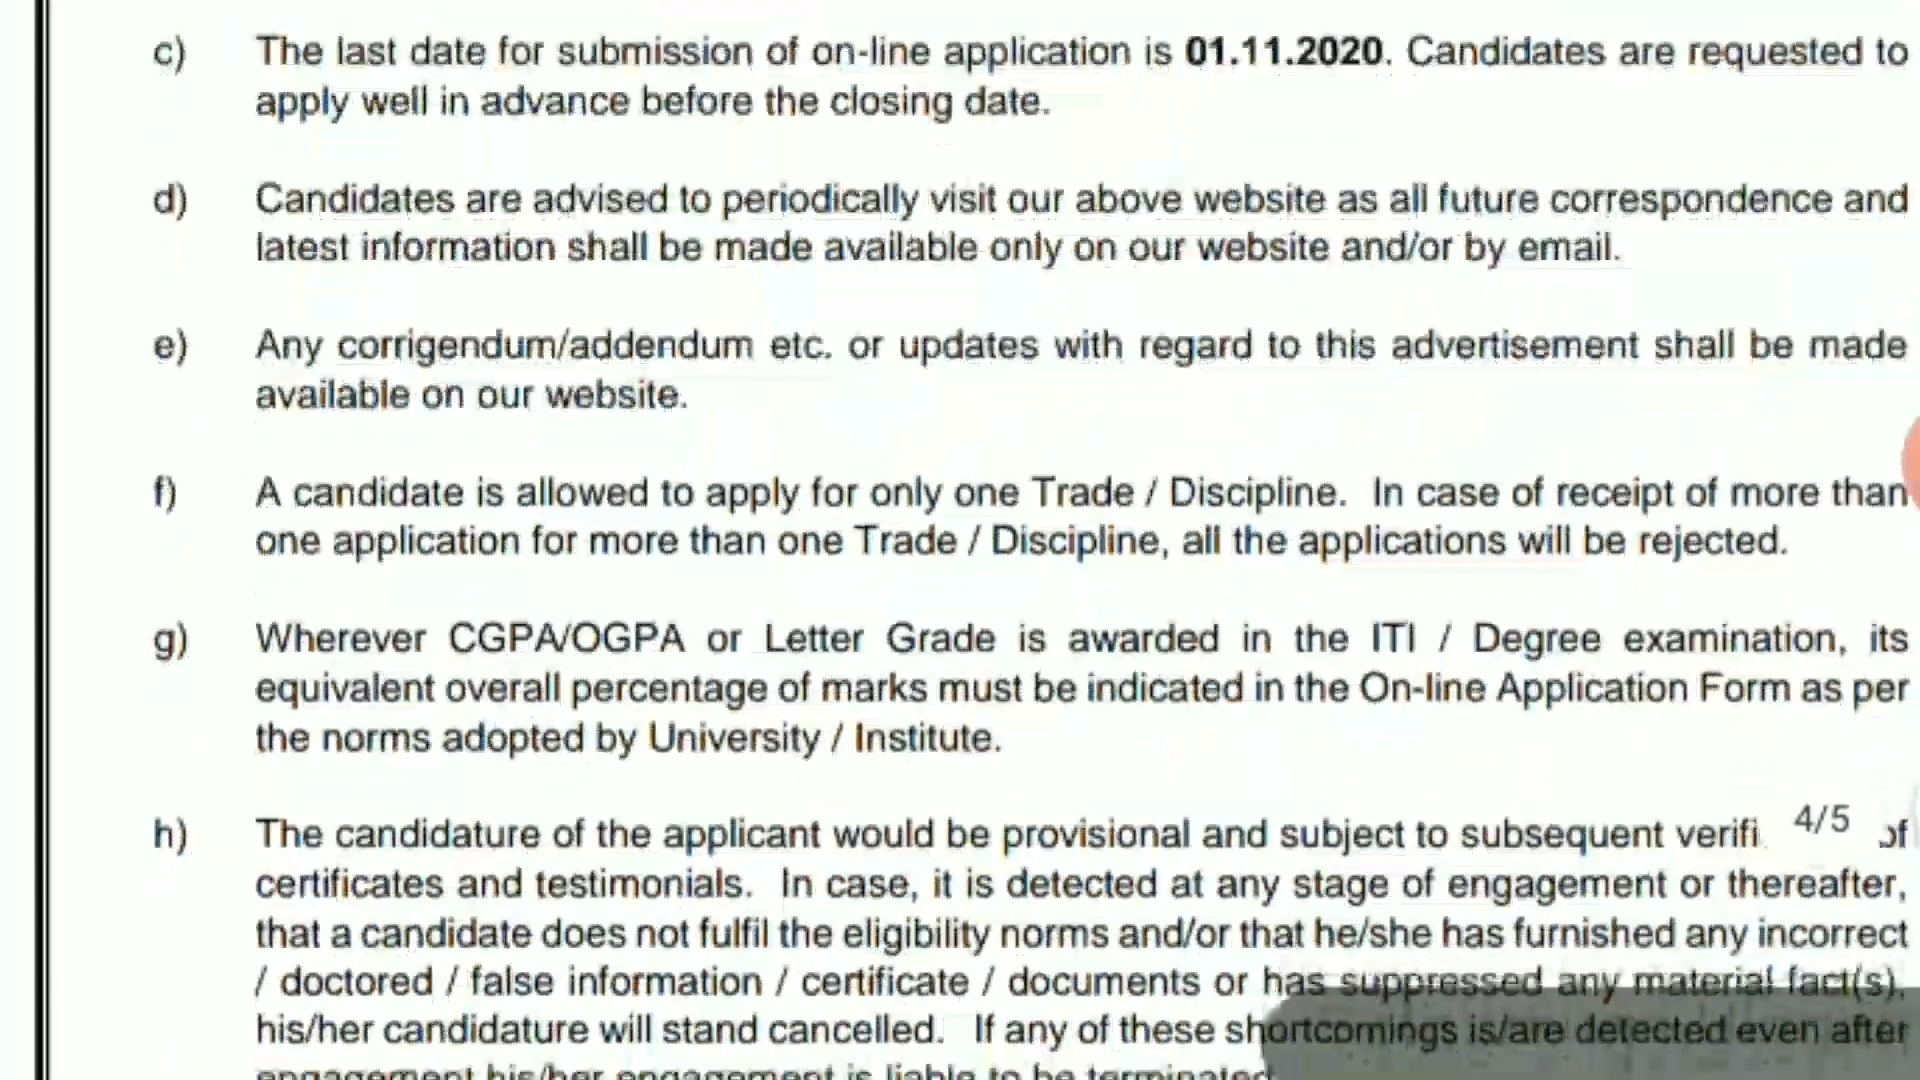 c) The last date for submission of on-line application is 01.11.2020. Candidates are requested to
apply well in advance before the closing date.
d) Candidates are advised to periodically visit our above website as all future correspondence and
latest information shall be made available only on our website and/or by email.
e) Any corrigendum/addendum etc. or updates with regard to this advertisement shall be made
available on our website.
f) A candidate is allowed to apply for only one Trade / Discipline. In case of receipt of more than
one application for more than one Trade / Discipline, all the applications will be rejected.
g) Wherever CGPA/OGPA or Letter Grade is awarded in the ITI / Degree examination, its
equivalent overall percentage of marks must be indicated in the On-line Application Form as per
the norms adopted by University / Institute.
h) The candidature of the applicant would be provisional and subject to subsequent verifi 4/5 of
certificates and testimonials. In case, it is detected at any stage of engagement or thereafter,
that a candidate does not fulfil the eligibility norms and/or that he/she has furnished any incorrect
/ doctored / false information / certificate / documents or has suppressed any material fact(s),
his/her candidature will stand cancelled. If any of these shortcomings is/are detected even after
engagement his/her engagement is liable to be terminated